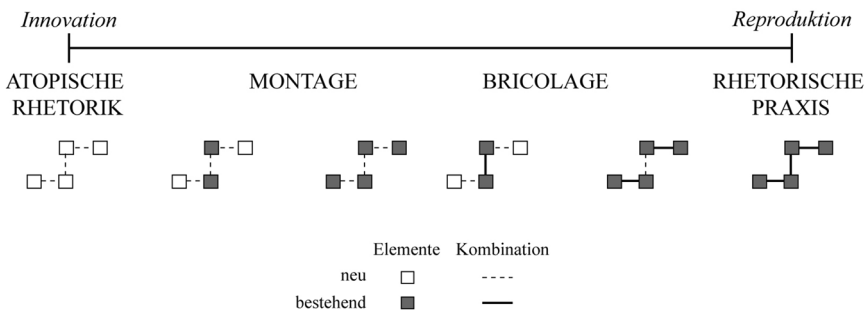 Innovation
Reproduktion
ATOPISCHE
RHETORIK
MONTAGE
BRICOLAGE
RHETORISCHE
PRAXIS
Elemente
Kombination
neu
bestehend